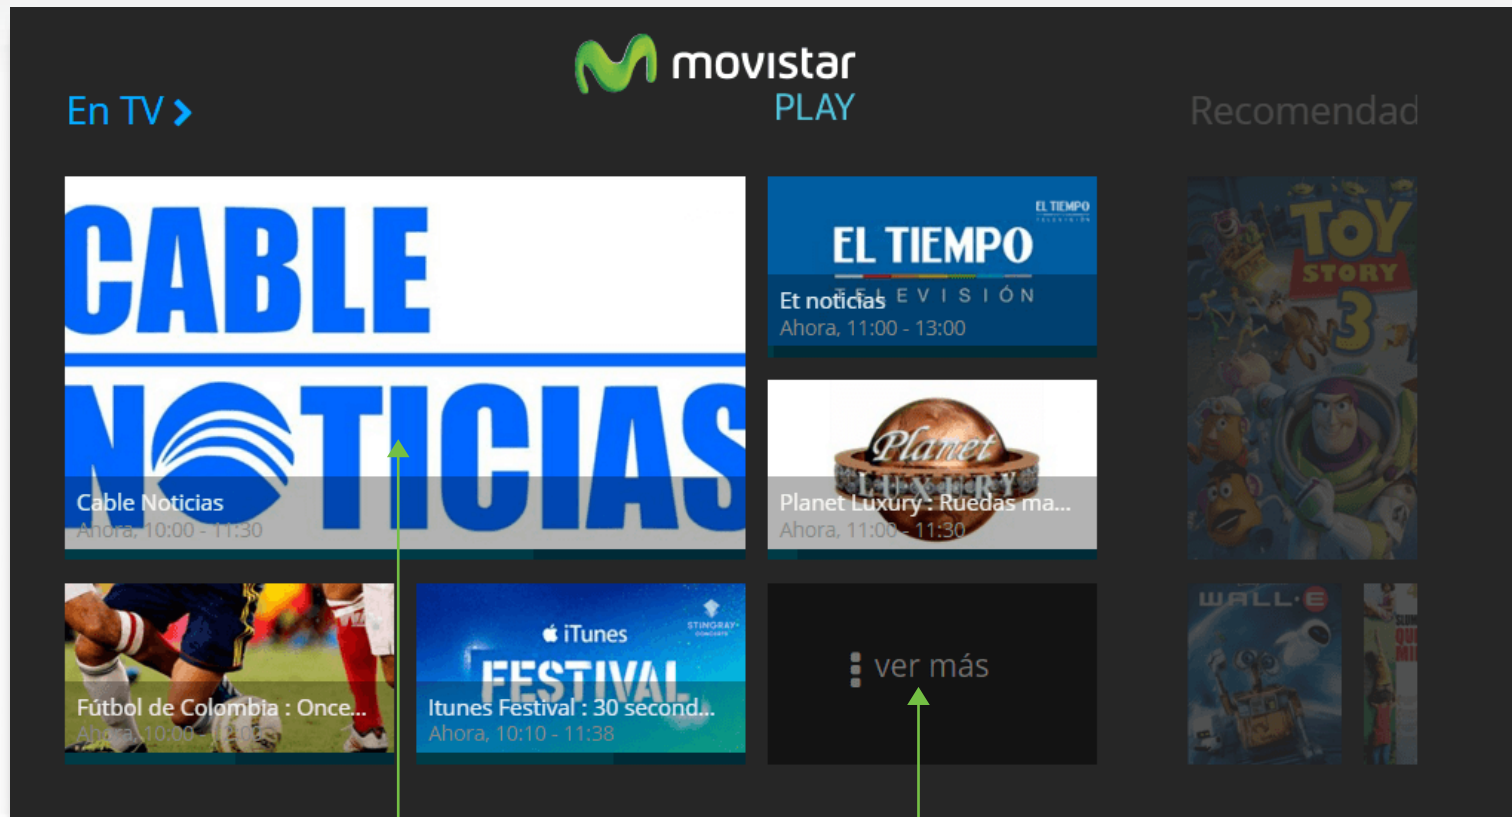 movistar
PLAY
En TV
Recomendad
CABLE
NOTICIAS
Cable Noticias
Ahora, 10:00 - 11:30
EL TIEMPO
EL TIEMPO
TELEVISIÓN
Et noticias
Ahora, 11:00 - 13:00
Planet
LUXURY
Planet Luxury : Ruedas ma...
Ahora, 11:00 - 11:30
Fútbol de Colombia : Once...
Ahora, 10:00 -
iTunes
FESTIVAL
STINGRAY
Itunes Festival : 30 second...
Ahora, 10:10 - 11:38
ver más
TOY
STORY
3
WALL·E